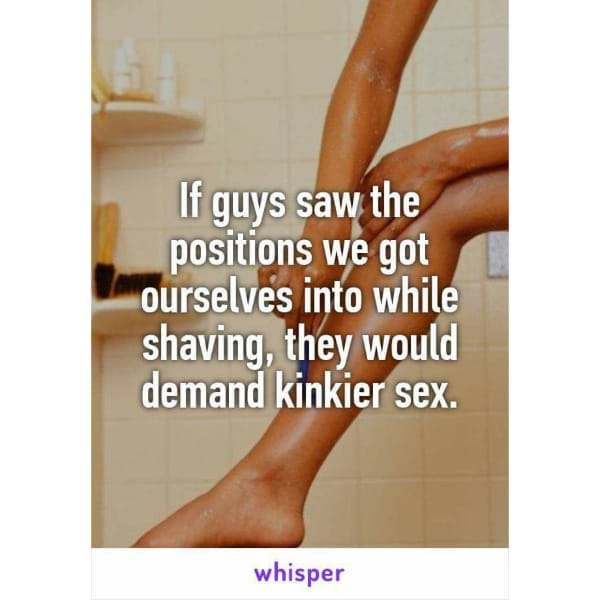 If guys saw the
positions we got
ourselves into while
shaving, they would
demand kinkier sex.
whisper